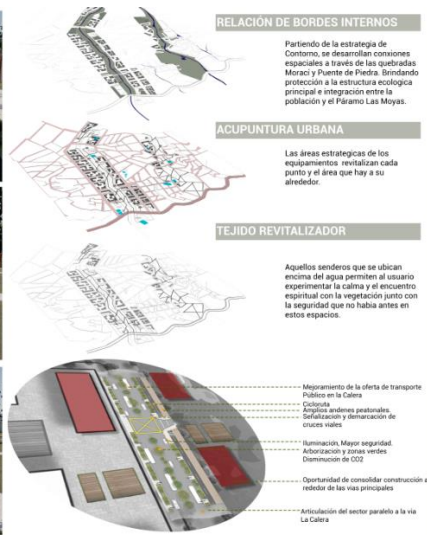 RELACIÓN DE BORDES INTERNOS
Partiendo de la estrategia de
Contorno, se desarrollan conxiones
espaciales a través de las quebradas
Moraci y Puente de Piedra. Brindando
protección a la estructura ecologica
principal e integración entre la
población y el Páramo Las Moyas.
ACUPUNTURA URBANA
Las áreas estrategicas de los
equipamientos revitalizan cada
punto y el área que hay a su
alrededor.
TEJIDO REVITALIZADOR
Aquellos senderos que se ubican
encima del agua permiten al usuario
experimentar la calma y el encuentro
espiritual con la vegetación junto con
la seguridad que no habia antes en
estos espacios.
Mejoramiento de la oferta de transporte
Público en la Calera
Cicloruta
Amplios andenes peatonales.
Señalizacion y demarcación de
cruces viales
Iluminación, Mayor seguridad.
Arborización y zonas verdes
Disminución de CO2
Oportunidad de consolidar construcción a
rededor de las vias principales
Articulación del sector paralelo a la via
La Calera